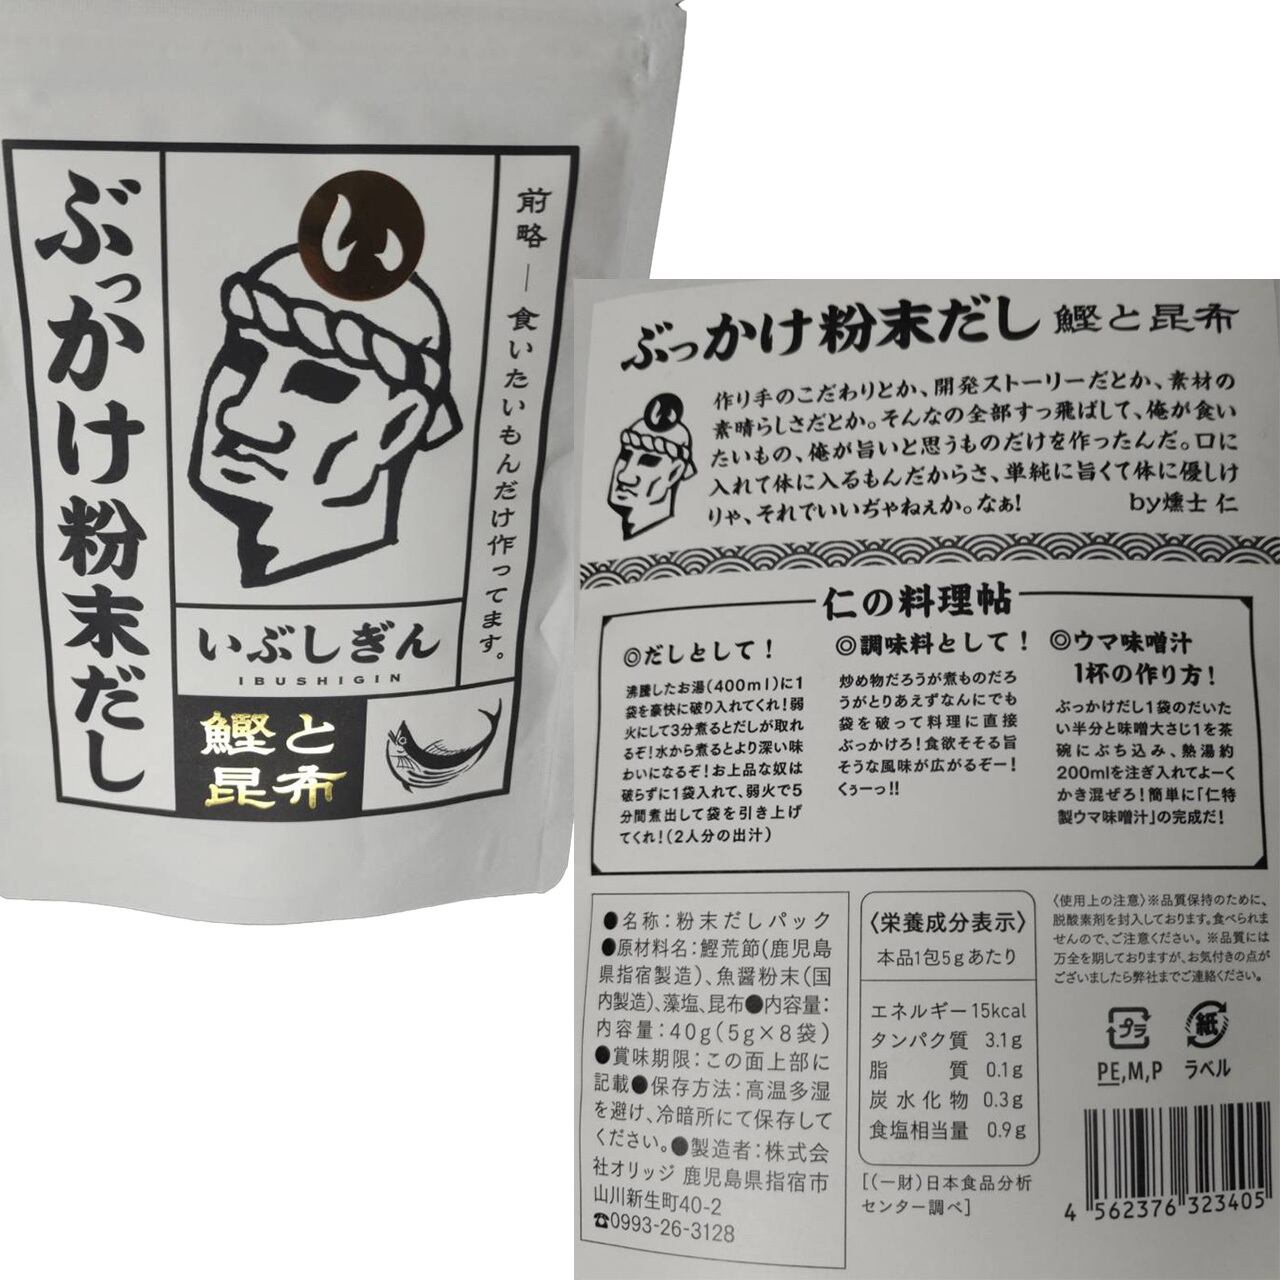 ぶっかけ粉末だし
い
前略―食いたいもんだけ作ってます。
いぶしぎん
IBUSHIGIN
鰹と
昆布
ぶっかけ粉末だし 鰹と昆布
い
作り手のこだわりとか、開発ストーリーだとか、素材の
素晴らしさだとか。そんなの全部すっ飛ばして、俺が食い
たいもの、俺が旨いと思うものだけを作ったんだ。口に
入れて体に入るもんだからさ、単純に旨くて体に優しけ
りゃ、それでいいぢゃねぇか。なぁ!
by燻士 仁
仁の料理帖
◎だしとして!
沸騰したお湯(400ml)に1
袋を豪快に破り入れてくれ!弱
火にして3分煮るとだしが取れ
るぞ!水から煮るとより深い味
わいになるぞ!お上品な奴は
破らずに1袋入れて、弱火で5
分間煮出して袋を引き上げ
てくれ!(2人分の出汁)
◎調味料として!
炒め物だろうが煮ものだろ
うがとりあえずなんにでも
袋を破って料理に直接
ぶっかけろ!食欲そそる旨
そうな風味が広がるぞー!
くぅーっ!!
◎ウマ味噌汁
1杯の作り方!
ぶっかけだし1袋のだいた
い半分と味噌大さじ1を茶
碗にぶち込み、熱湯約
200mlを注ぎ入れてよーく
かき混ぜろ!簡単に「仁特
製ウマ味噌汁」の完成だ!
●名称:粉末だしパック
●原材料名:鰹荒節(鹿児島
県指宿製造)、魚醤粉末(国
内製造)、藻塩、昆布●内容量:
内容量:40g(5g×8袋)
●賞味期限:この面上部に
記載●保存方法:高温多湿
を避け、冷暗所にて保存して
ください。●製造者:株式会
社オリッジ 鹿児島県指宿市
山川新生町40-2
☎0993-26-3128
〈栄養成分表示〉
本品1包5gあたり
エネルギー15kcal
タンパク質 3.1g
脂質 0.1g
炭水化物 0.3g
食塩相当量 0.9g
[(一財)日本食品分析
センター調べ]
〈使用上の注意〉※品質保持のために、
脱酸素剤を封入しております。食べられま
せんので、ご注意ください。※品質には
万全を期しておりますが、お気付きの点が
ございましたら弊社までご連絡ください。
プラ
PE,M,P
紙
ラベル
4 562376 323405